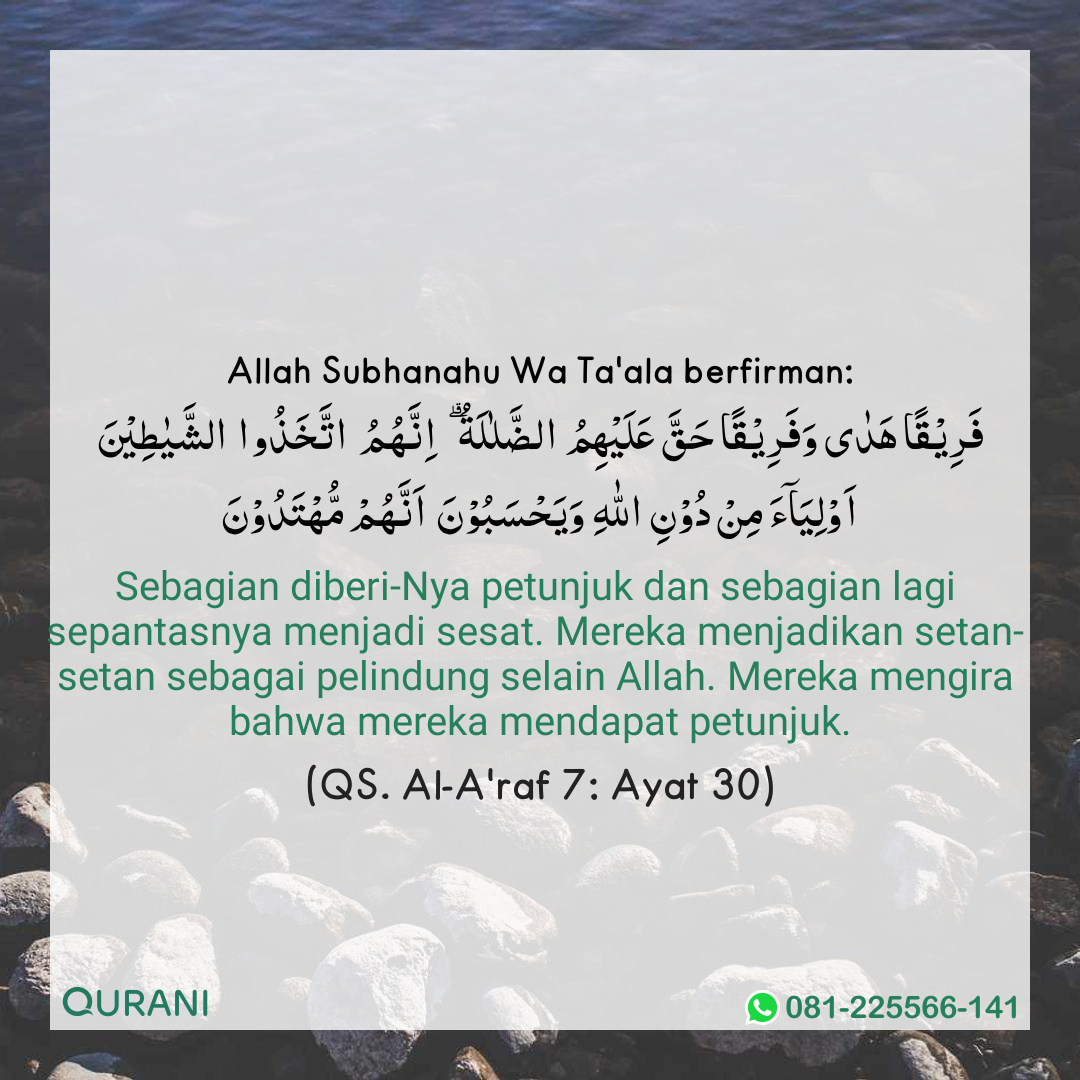 Allah Subhanahu Wa Ta'ala berfirman:
فَرِيْقًا هَدٰى وَفَرِيْقًا حَقَّ عَلَيْهِمُ الضَّلٰلَةُ ۗ اِنَّهُمُ اتَّخَذُوا الشَّيٰطِيْنَ
اَوْلِيَآءَ مِنْ دُوْنِ اللّٰهِ وَيَحْسَبُوْنَ اَنَّهُمْ مُّهْتَدُوْنَ
Sebagian diberi-Nya petunjuk dan sebagian lagi
sepantasnya menjadi sesat. Mereka menjadikan setan-
setan sebagai pelindung selain Allah. Mereka mengira
bahwa mereka mendapat petunjuk.
(QS. Al-A'raf 7: Ayat 30)
QURANI
081-225566-141